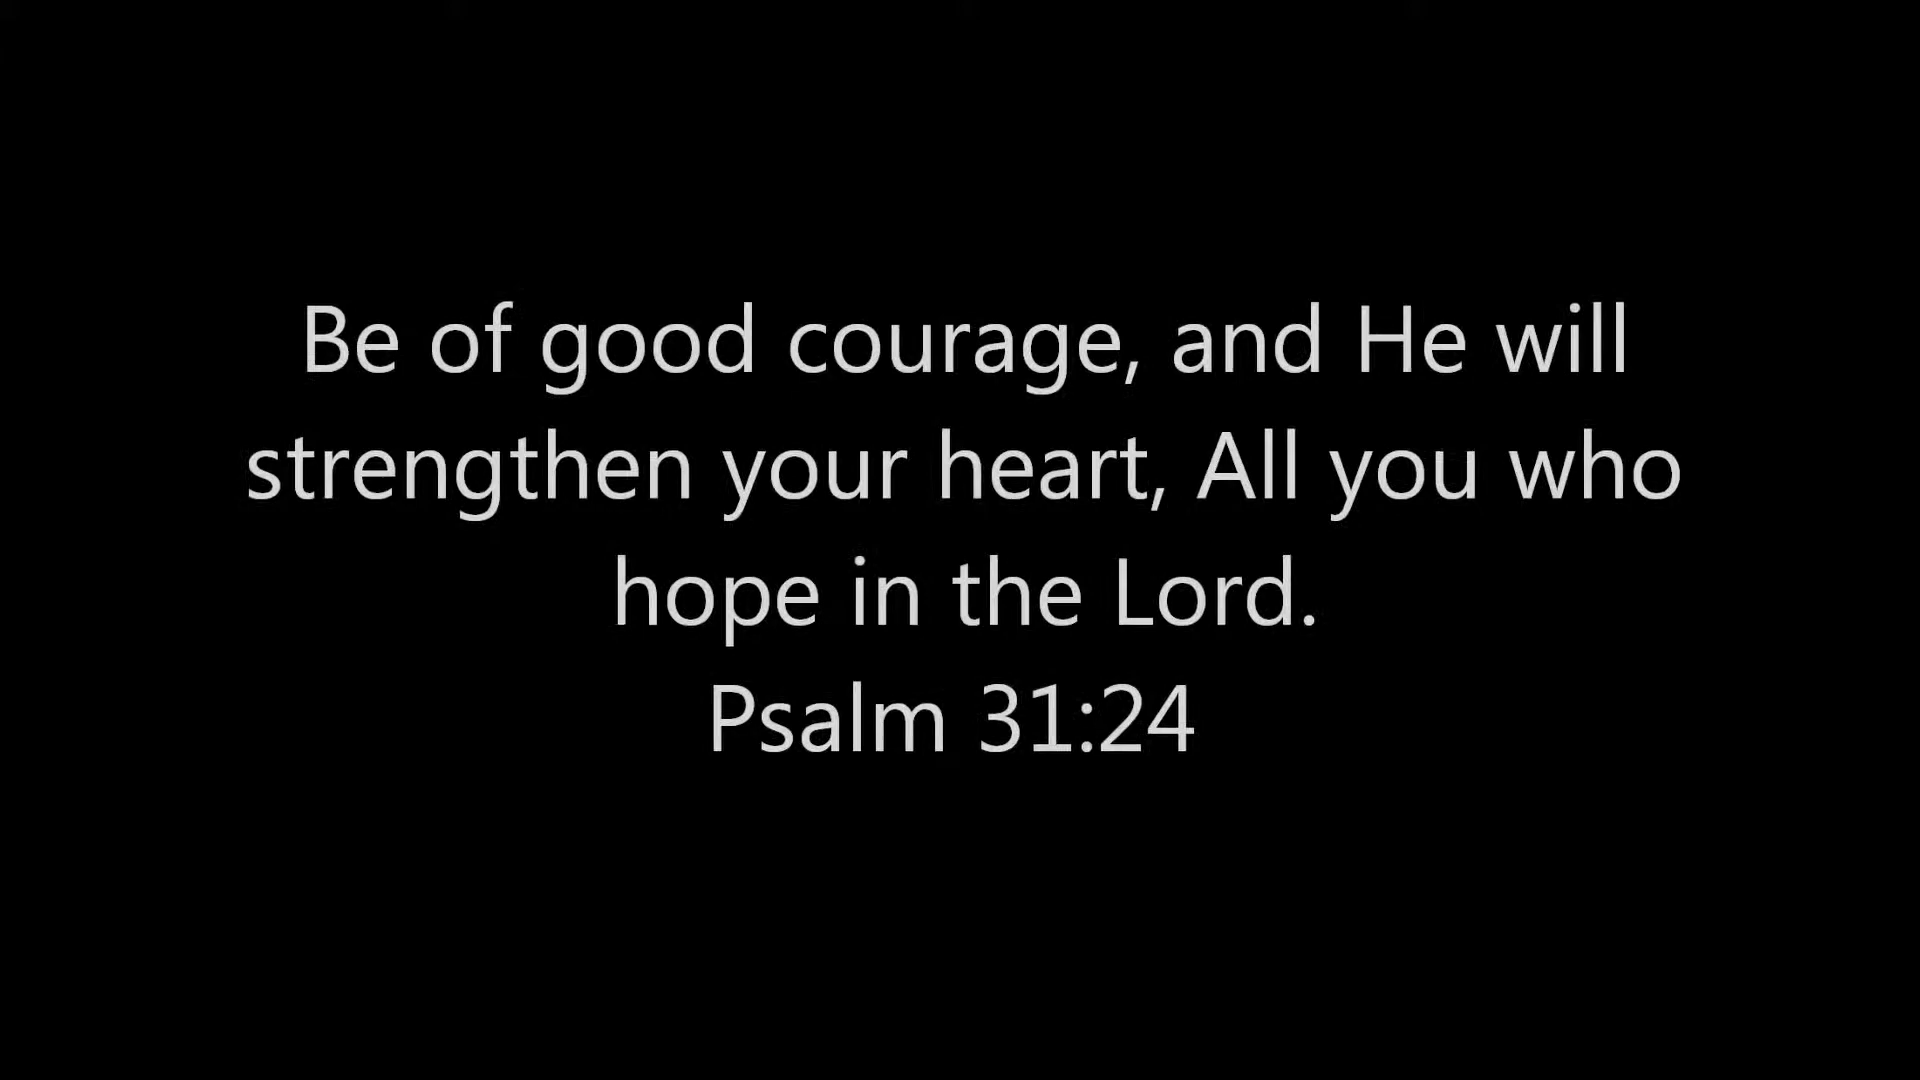 Be of good courage, and He will
strengthen your heart, All you who
hope in the Lord.
Psalm 31:24